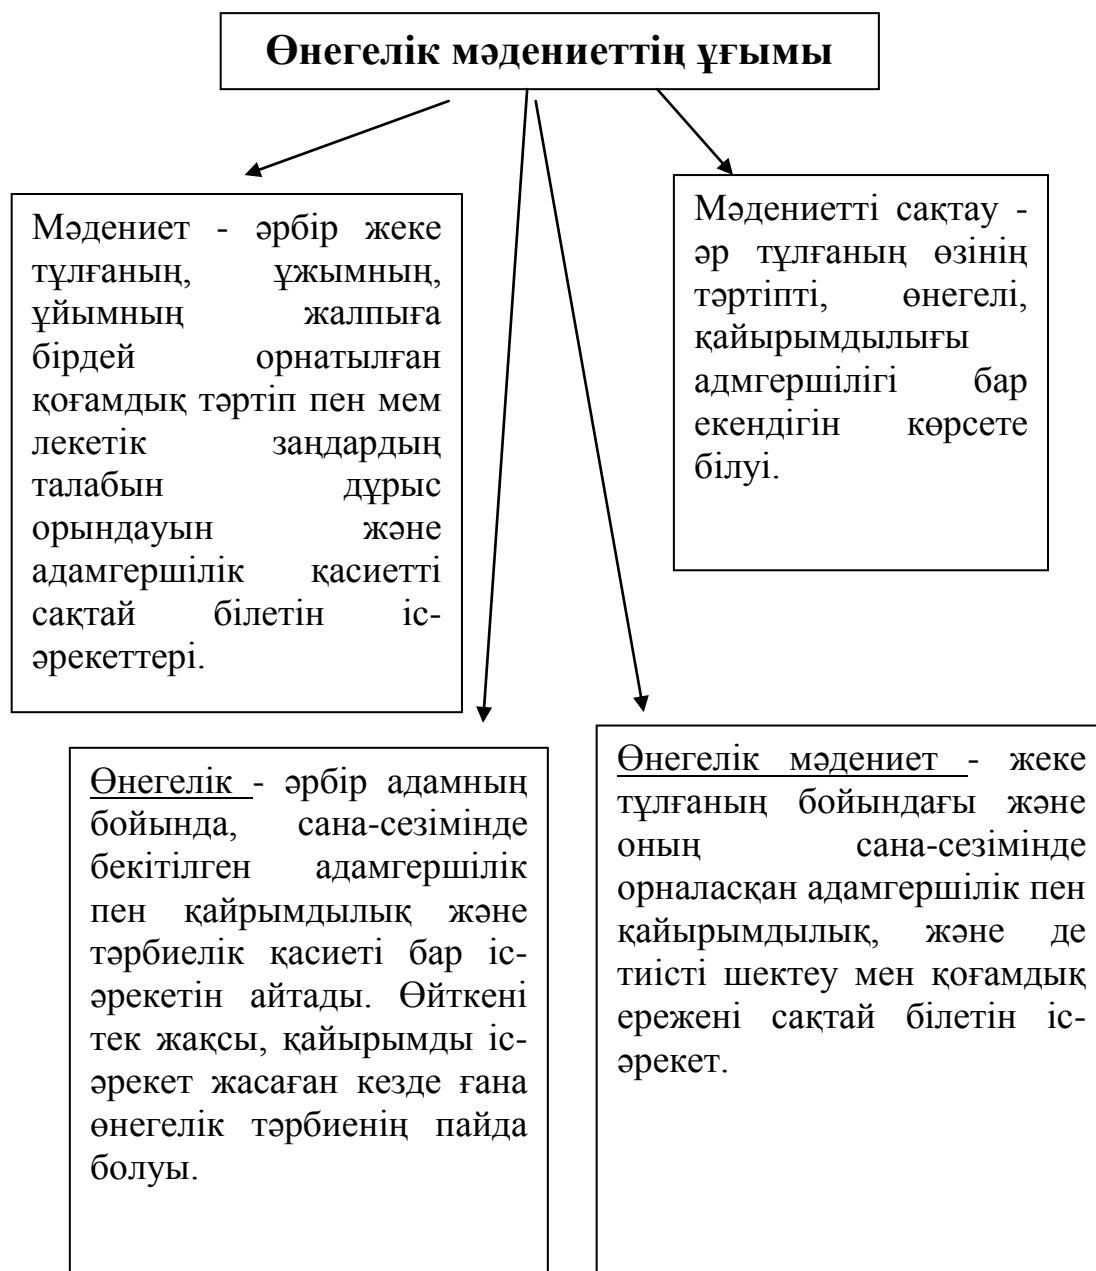 Өнегелік мәдениеттің ұғымы
Мәдениет - әрбір жеке
тұлғаның, ұжымның,
ұйымның жалпыға
бірдей орнатылған
қоғамдық тәртіп пен мем
лекетік заңдардың
талабын дұрыс
орындауын және
адамгершілік қасиетті
сақтай білетін іс-
әрекеттері.
Мәдениетті сақтау -
әр тұлғаның өзінің
тәртіпті, өнегелі,
қайырымдылығы
адмгершілігі бар
екендігін көрсете
білуі.
Өнегелік - әрбір адамның
бойында, сана-сезімінде
бекітілген адамгершілік
пен қайрымдылық және
тәрбиелік қасиеті бар іс-
әрекетін айтады. Өйткені
тек жақсы, қайырымды іс-
әрекет жасаған кезде ғана
өнегелік тәрбиенің пайда
болуы.
Өнегелік мәдениет - жеке
тұлғаның бойындағы және
оның сана-сезімінде
орналасқан адамгершілік пен
қайырымдылық, және де
тиісті шектеу мен қоғамдық
ережені сақтай білетін іс-
әрекет.